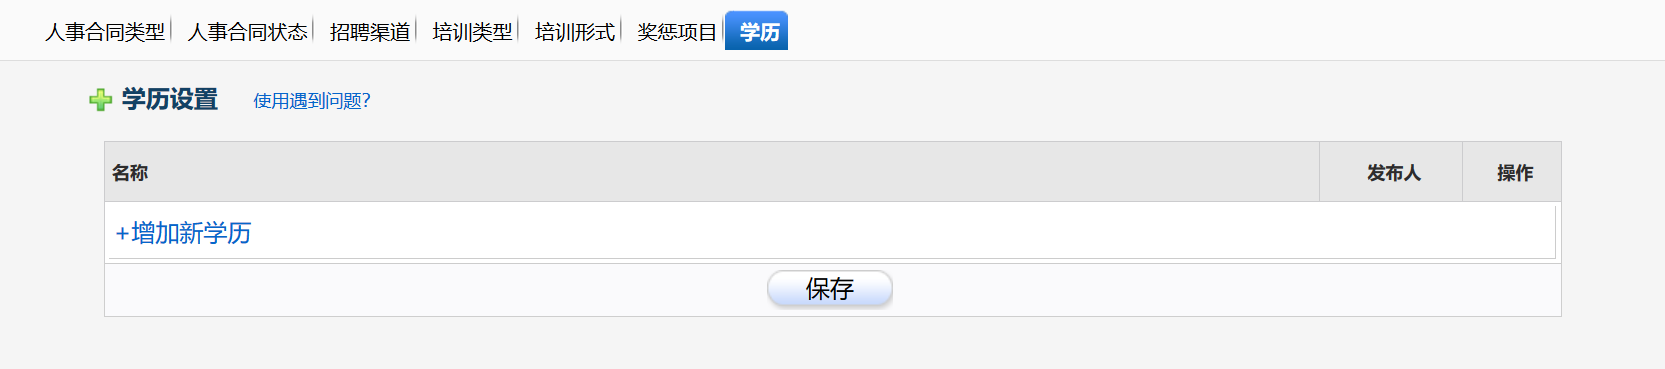 人事合同类型 人事合同状态 招聘渠道 培训类型 培训形式 奖惩项目 学历
学历设置 使用遇到问题?
名称 发布人 操作
+增加新学历
保存